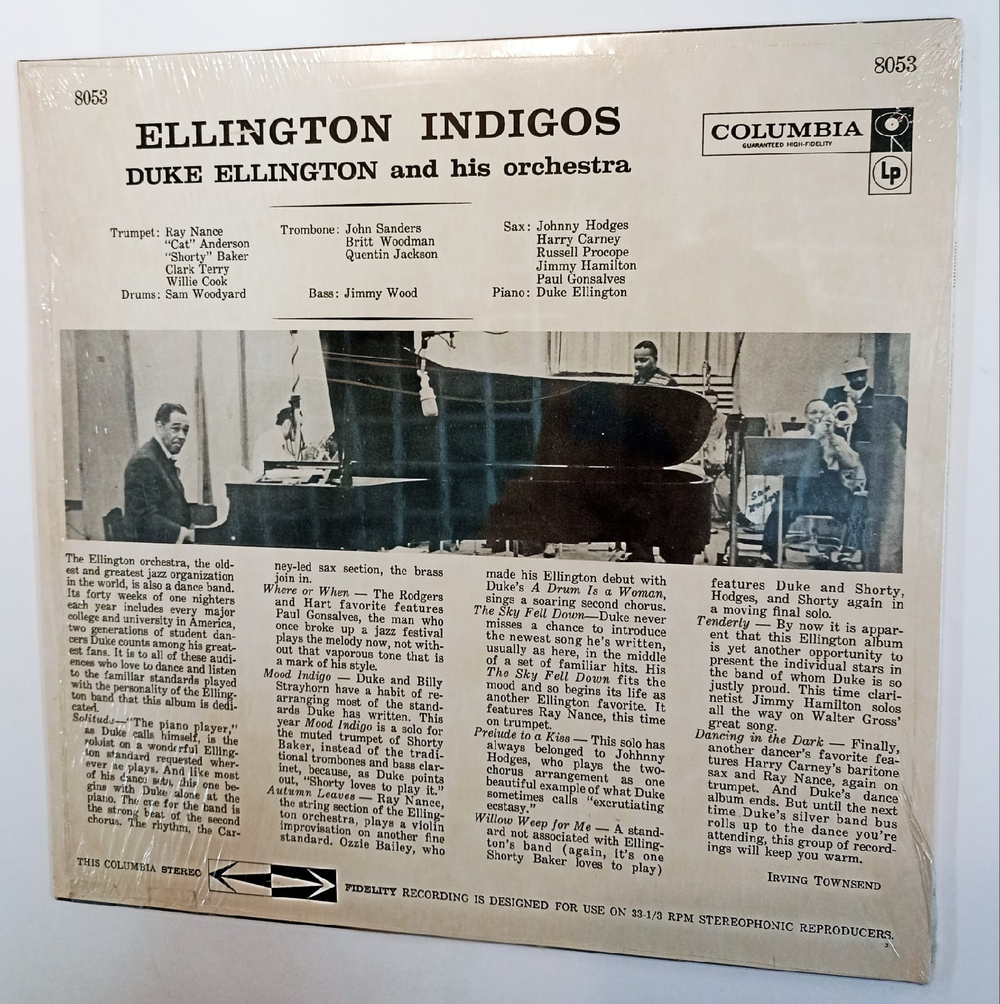 8053
8053
ELLINGTON INDIGOS
DUKE ELLINGTON and his orchestra
COLUMBIA
GUARANTEED HIGH-FIDELITY
Lp
Trumpet: Ray Nance
"Cat" Anderson
"Shorty" Baker
Clark Terry
Willie Cook
Drums: Sam Woodyard
Trombone: John Sanders
Britt Woodman
Quentin Jackson
Bass: Jimmy Wood
Sax: Johnny Hodges
Harry Carney
Russell Procope
Jimmy Hamilton
Paul Gonsalves
Piano: Duke Ellington
The Ellington orchestra, the old-
est and greatest jazz organization
in the world, is also a dance band.
Its forty weeks of one nighters
each year includes every major
college and university in America,
two generations of student dan-
cers Duke counts among his great-
est fans. It is to all of these audi-
ences who love to dance and listen
to the familiar standards played
with the personality of the Elling-
ton band that this album is dedi-
cated.
Solitude—"The piano player,"
as Duke calls himself, is the
soloist on a wonderful Elling-
ton standard requested wher-
ever he plays. And like most
of his dance sets, this one be-
gins with Duke alone at the
piano. The cue for the band is
the strong beat of the second
chorus. The rhythm, the Car-
ney-led sax section, the brass
join in.
Where or When — The Rodgers
and Hart favorite features
Paul Gonsalves, the man who
once broke up a jazz festival
plays the melody now, not with-
out that vaporous tone that is
a mark of his style.
Mood Indigo — Duke and Billy
Strayhorn have a habit of re-
arranging most of the stand-
ards Duke has written. This
year Mood Indigo is a solo for
the muted trumpet of Shorty
Baker, instead of the tradi-
tional trombones and bass clar-
inet, because, as Duke points
out, "Shorty loves to play it."
Autumn Leaves — Ray Nance,
the string section of the Elling-
ton orchestra, plays a violin
improvisation on another fine
standard. Ozzie Bailey, who
made his Ellington debut with
Duke's A Drum Is a Woman,
sings a soaring second chorus.
The Sky Fell Down—Duke never
misses a chance to introduce
the newest song he's written,
usually as here, in the middle
of a set of familiar hits. His
The Sky Fell Down fits the
mood and so begins its life as
another Ellington favorite. It
features Ray Nance, this time
on trumpet.
Prelude to a Kiss — This solo has
always belonged to Johhnny
Hodges, who plays the two-
chorus arrangement as one
beautiful example of what Duke
sometimes calls "excrutiating
ecstasy."
Willow Weep for Me — A stand-
ard not associated with Elling-
ton's band (again, it's one
Shorty Baker loves to play)
features Duke and Shorty,
Hodges, and Shorty again in
a moving final solo.
Tenderly — By now it is appar-
ent that this Ellington album
is yet another opportunity to
present the individual stars in
the band of whom Duke is so
justly proud. This time clari-
netist Jimmy Hamilton solos
all the way on Walter Gross'
great song.
Dancing in the Dark — Finally,
another dancer's favorite fea-
tures Harry Carney's baritone
sax and Ray Nance, again on
trumpet. And Duke's dance
album ends. But until the next
time Duke's silver band bus
rolls up to the dance you're
attending, this group of record-
ings will keep you warm.
IRVING TOWNSEND
THIS COLUMBIA STEREO FIDELITY RECORDING IS DESIGNED FOR USE ON 33-1/3 RPM STEREOPHONIC REPRODUCERS.